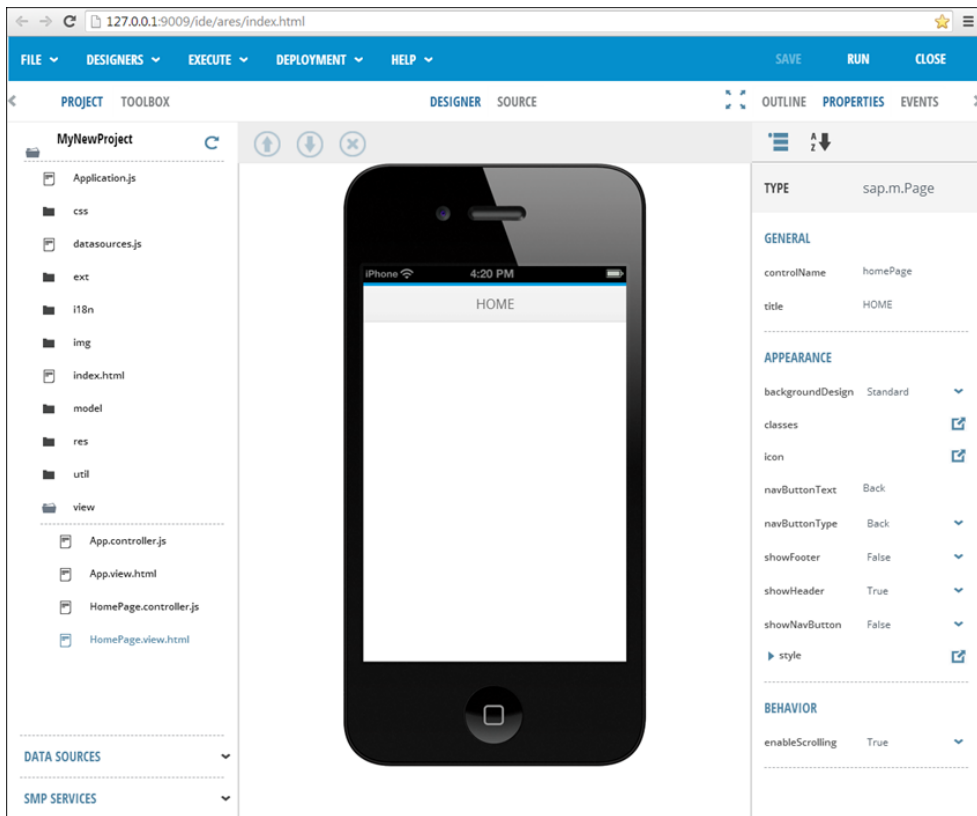 127.0.0.1:9009/ide/ares/index.html
FILE DESIGNERS EXECUTE DEPLOYMENT HELP SAVE RUN CLOSE
PROJECT TOOLBOX DESIGNER SOURCE OUTLINE PROPERTIES EVENTS
MyNewProject
Application.js
css
datasources.js
ext
i18n
img
index.html
model
res
util
view
App.controller.js
App.view.html
HomePage.controller.js
HomePage.view.html
DATA SOURCES
SMP SERVICES
iPhone 4:20 PM
HOME
A
Z
TYPE sap.m.Page
GENERAL
controlName homePage
title HOME
APPEARANCE
backgroundDesign Standard
classes
icon
navButtonText Back
navButtonType Back
showFooter False
showHeader True
showNavButton False
style
BEHAVIOR
enableScrolling True